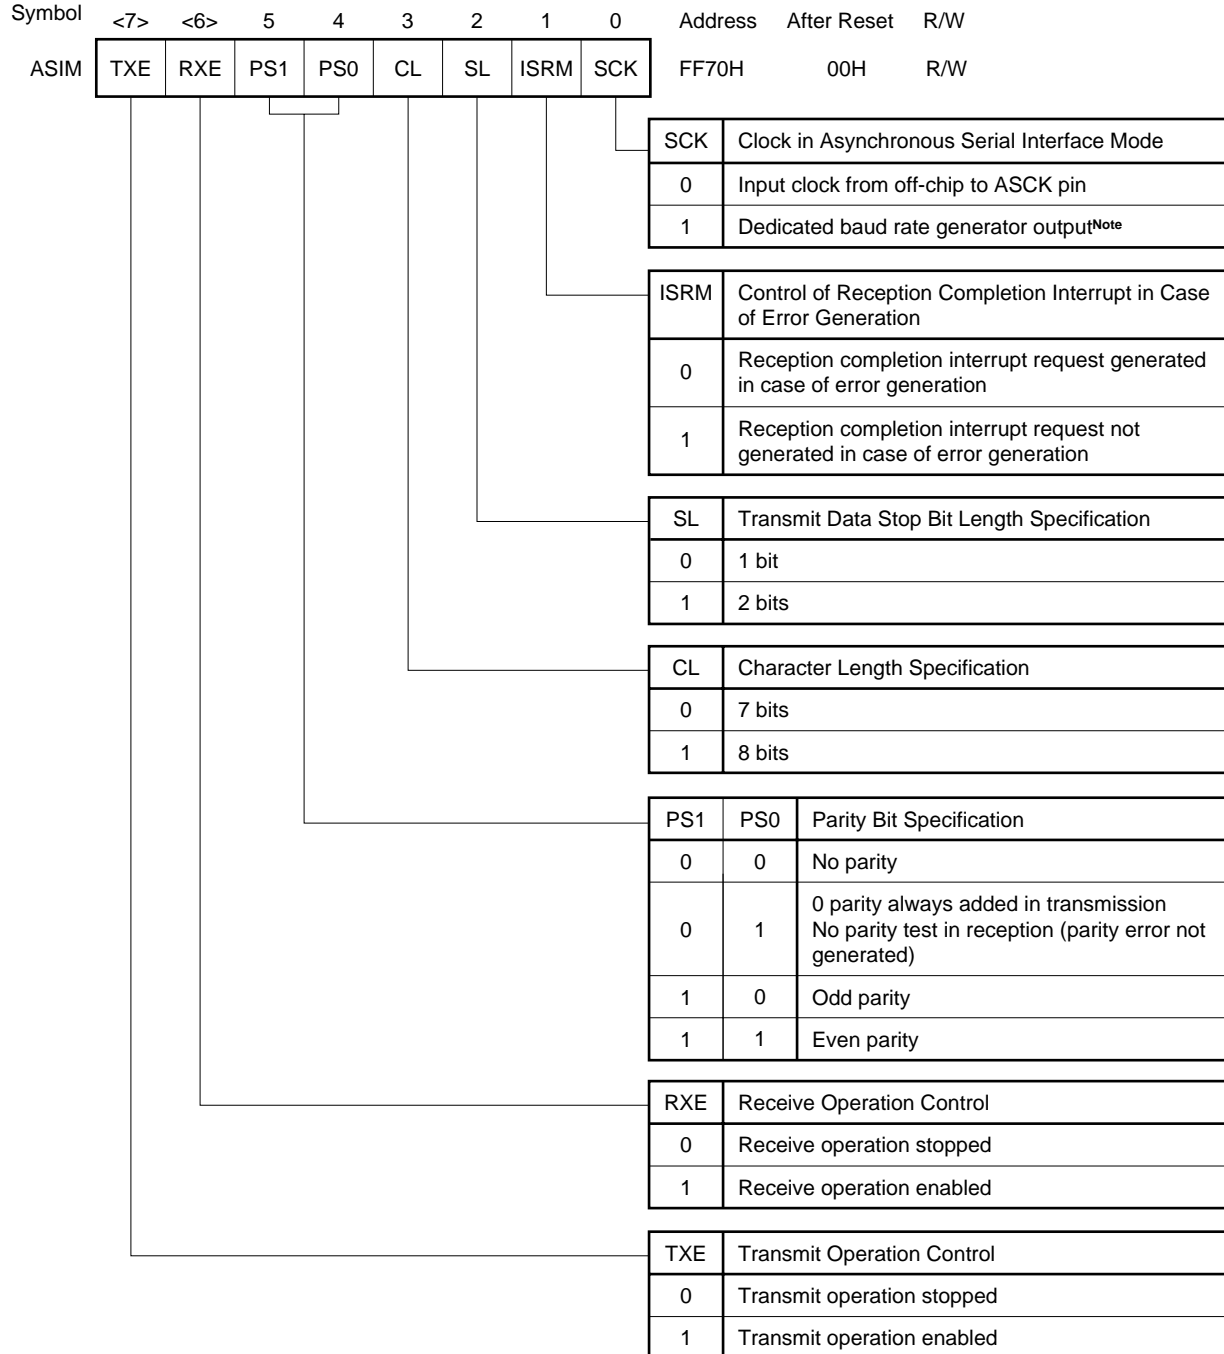 Symbol <7> <6> 5 4 3 2 1 0 Address After Reset R/W
ASIM TXE RXE PS1 PS0 CL SL ISRM SCK FF70H 00H R/W
SCK Clock in Asynchronous Serial Interface Mode
0 Input clock from off-chip to ASCK pin
1 Dedicated baud rate generator outputNote
ISRM Control of Reception Completion Interrupt in Case
of Error Generation
0 Reception completion interrupt request generated
in case of error generation
1 Reception completion interrupt request not
generated in case of error generation
SL Transmit Data Stop Bit Length Specification
0 1 bit
1 2 bits
CL Character Length Specification
0 7 bits
1 8 bits
PS1 PS0 Parity Bit Specification
0 0 No parity
0 1 0 parity always added in transmission
No parity test in reception (parity error not
generated)
1 0 Odd parity
1 1 Even parity
RXE Receive Operation Control
0 Receive operation stopped
1 Receive operation enabled
TXE Transmit Operation Control
0 Transmit operation stopped
1 Transmit operation enabled